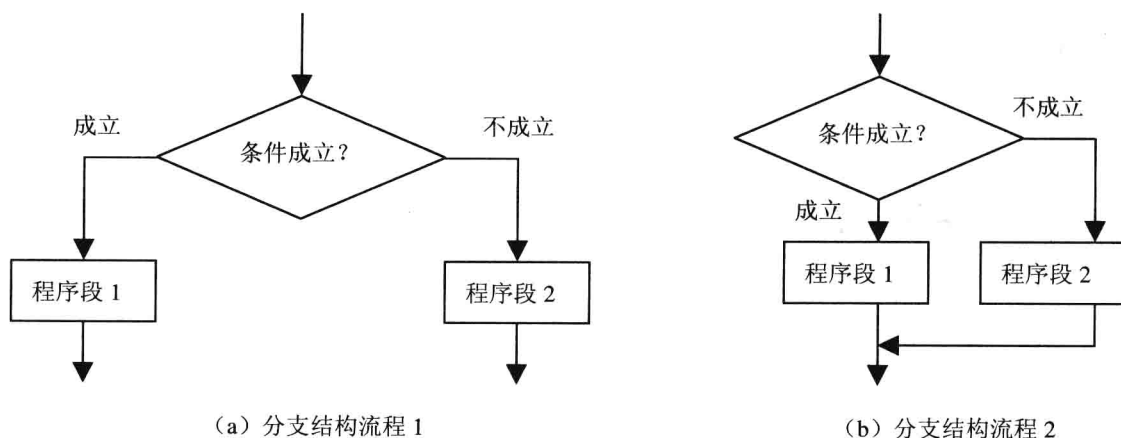 条件成立？
成立
不成立
程序段 1
程序段 2
（a）分支结构流程 1
条件成立？
不成立
成立
程序段 1
程序段 2
（b）分支结构流程 2